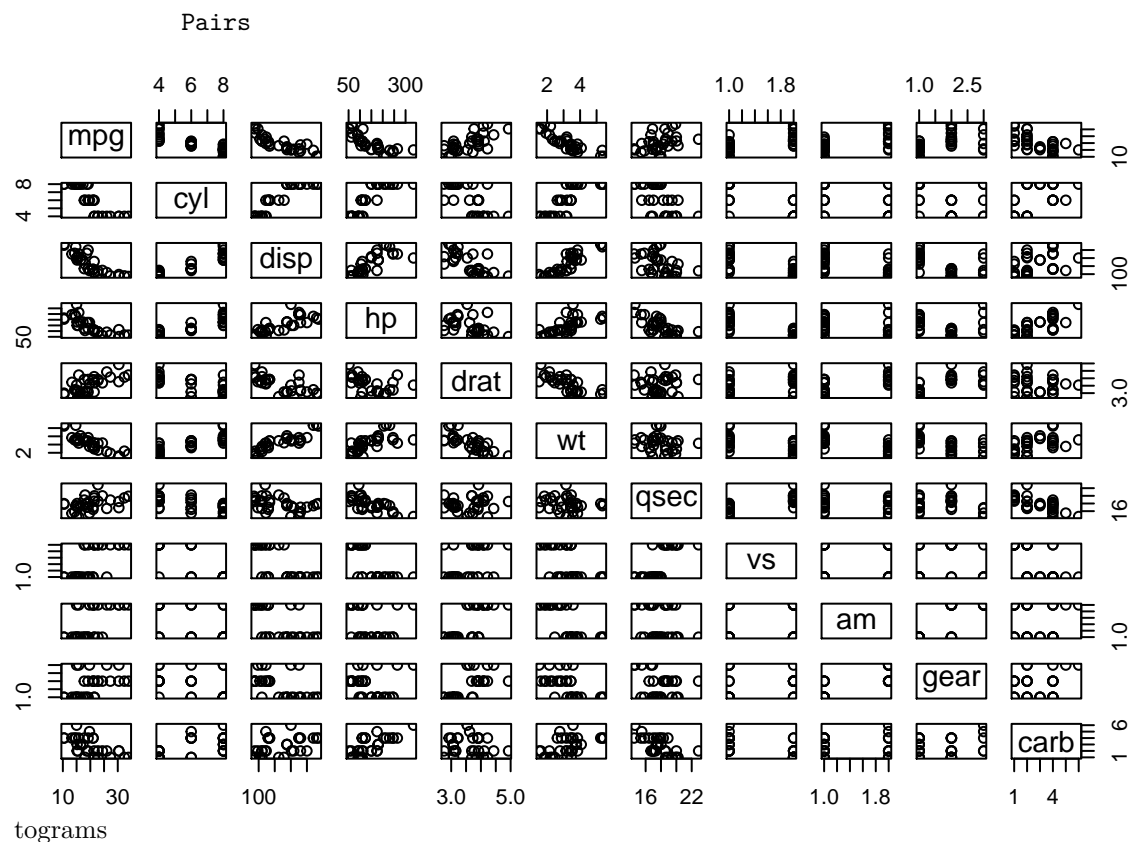 Pairs
4 6 8 50 300 2 4 1.0 1.8 1.0 2.5
mpg 10
4 8 cyl
disp 100
50 hp
drat 3.0
2 wt
qsec 16
1.0 vs
am 1.0
1.0 gear
carb 1 6
10 30 100 3.0 5.0 16 22 1.0 1.8 1 4
tograms